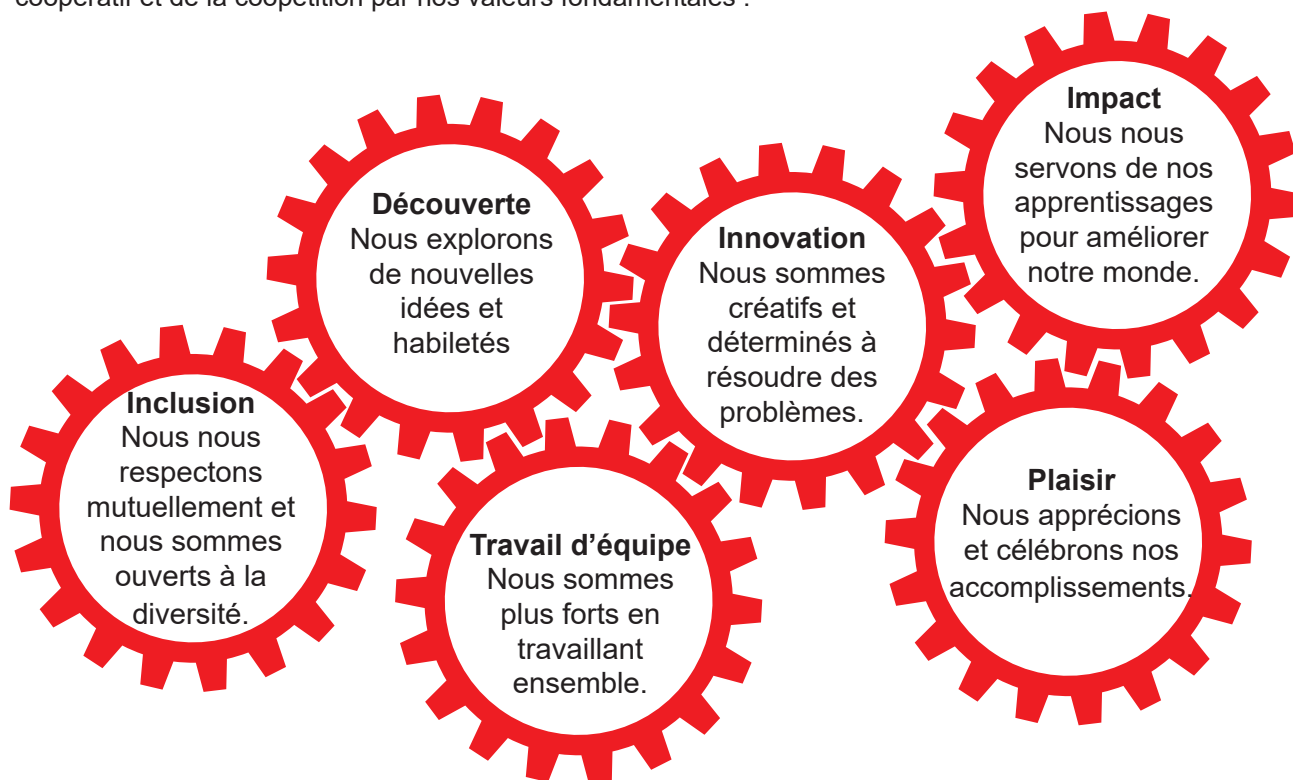 coopératif et de la coopétition par nos valeurs fondamentales :
Impact
Nous nous
servons de nos
apprentissages
pour améliorer
notre monde.
Découverte
Nous explorons
de nouvelles
idées et
habiletés
Innovation
Nous sommes
créatifs et
déterminés à
résoudre des
problèmes.
Inclusion
Nous nous
respectons
mutuellement et
nous sommes
ouverts à la
diversité.
Travail d’équipe
Nous sommes
plus forts en
travaillant
ensemble.
Plaisir
Nous apprécions
et célébrons nos
accomplissements.